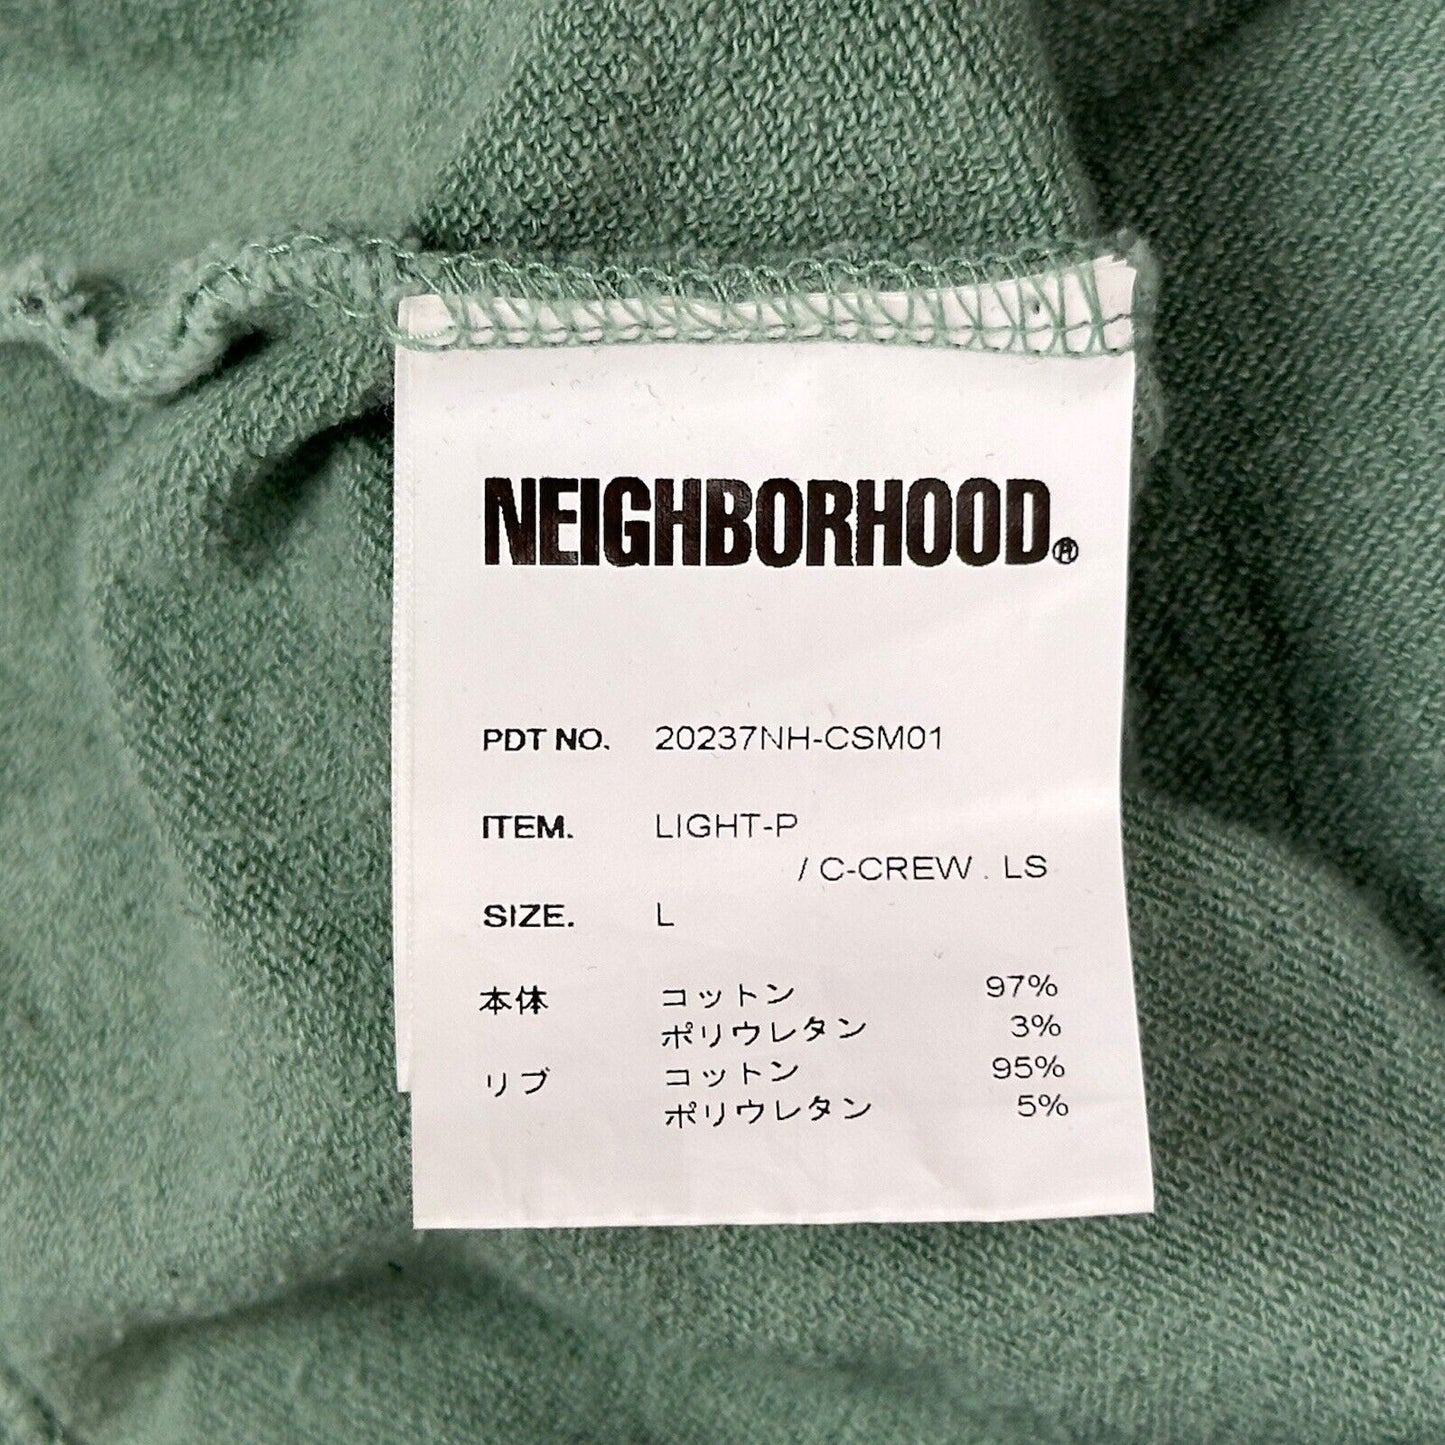 NEIGHBORHOOD®
PDT NO. 20237NH-CSM01
ITEM. LIGHT-P
/ C-CREW . LS
SIZE. L
本体 コットン 97%
ポリウレタン 3%
リブ コットン 95%
ポリウレタン 5%